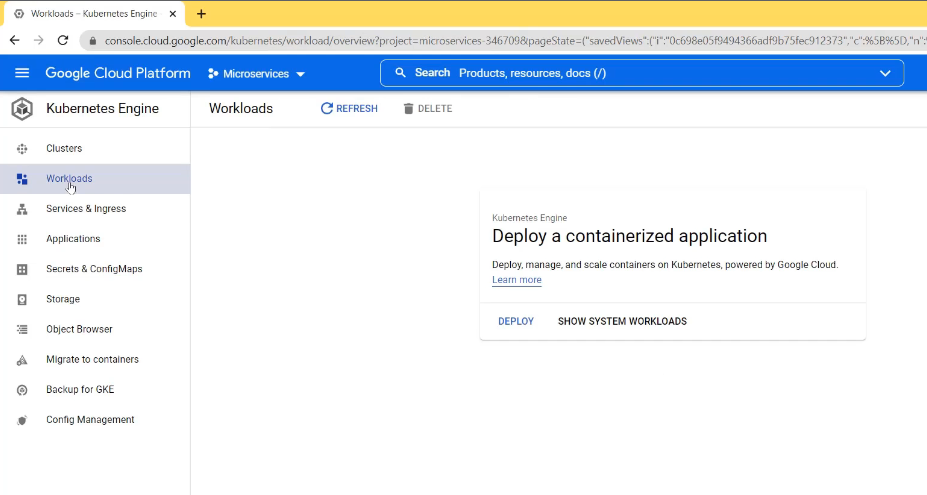 Workloads – Kubernetes Engine
console.cloud.google.com/kubernetes/workload/overview?project=microservices-346709&pageState=("savedViews":("i":"0c698e05f9494366adf9b75fec912373","c":%5B%5D,"n":
Google Cloud Platform
Microservices
Search Products, resources, docs (/)
Kubernetes Engine
Workloads
REFRESH
DELETE
Clusters
Workloads
Services & Ingress
Applications
Secrets & ConfigMaps
Storage
Object Browser
Migrate to containers
Backup for GKE
Config Management
Kubernetes Engine
Deploy a containerized application
Deploy, manage, and scale containers on Kubernetes, powered by Google Cloud.
Learn more
DEPLOY
SHOW SYSTEM WORKLOADS